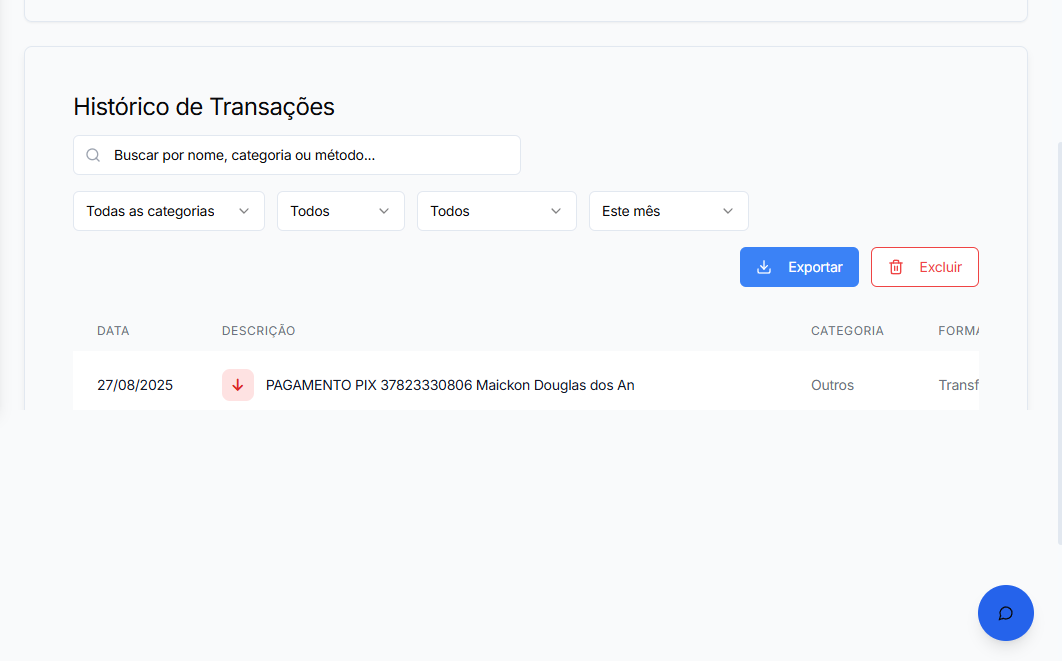 Histórico de Transações
Buscar por nome, categoria ou método...
Todas as categorias Todos Todos Este mês
Exportar Excluir
DATA DESCRIÇÃO CATEGORIA FORMA
27/08/2025 PAGAMENTO PIX 37823330806 Maickon Douglas dos An Outros Transf